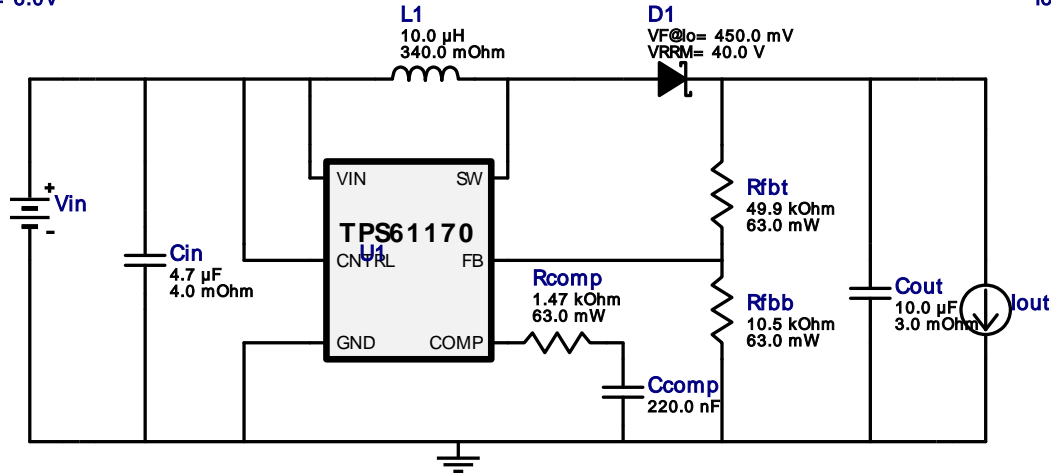 L1
10.0 µH
340.0 mOhm
D1
VF@Io= 450.0 mV
VRRM= 40.0 V
VIN
SW
TPS61170
U1
CNTRL
FB
GND
COMP
+
Vin
-
Cin
4.7 µF
4.0 mOhm
Rcomp
1.47 kOhm
63.0 mW
Ccomp
220.0 nF
Rfbt
49.9 kOhm
63.0 mW
Rfbb
10.5 kOhm
63.0 mW
Cout
10.0 µF
3.0 mOhm
Iout